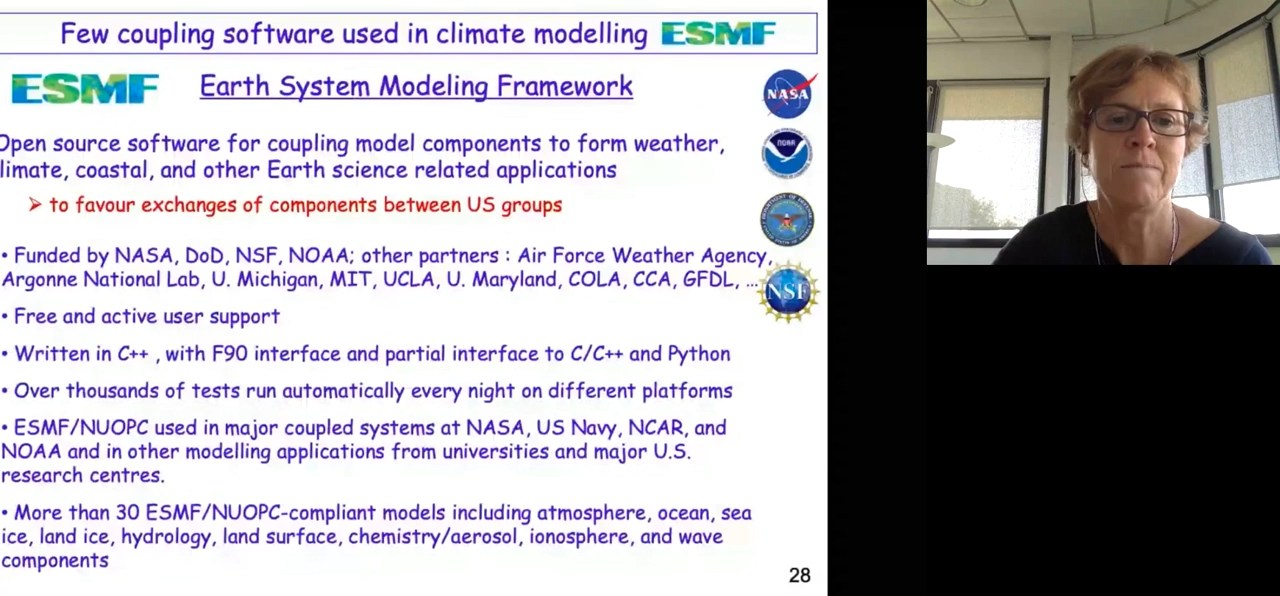 Few coupling software used in climate modelling ESMF
ESMF Earth System Modeling Framework
NASA
Open source software for coupling model components to form weather,
NOAA
limate, coastal, and other Earth science related applications
➢ to favour exchanges of components between US groups
• Funded by NASA, DoD, NSF, NOAA; other partners : Air Force Weather Agency,
Argonne National Lab, U. Michigan, MIT, UCLA, U. Maryland, COLA, CCA, GFDL, …
NSF
• Free and active user support
• Written in C++ , with F90 interface and partial interface to C/C++ and Python
• Over thousands of tests run automatically every night on different platforms
• ESMF/NUOPC used in major coupled systems at NASA, US Navy, NCAR, and
NOAA and in other modelling applications from universities and major U.S.
research centres.
• More than 30 ESMF/NUOPC-compliant models including atmosphere, ocean, sea
ice, land ice, hydrology, land surface, chemistry/aerosol, ionosphere, and wave
components
28